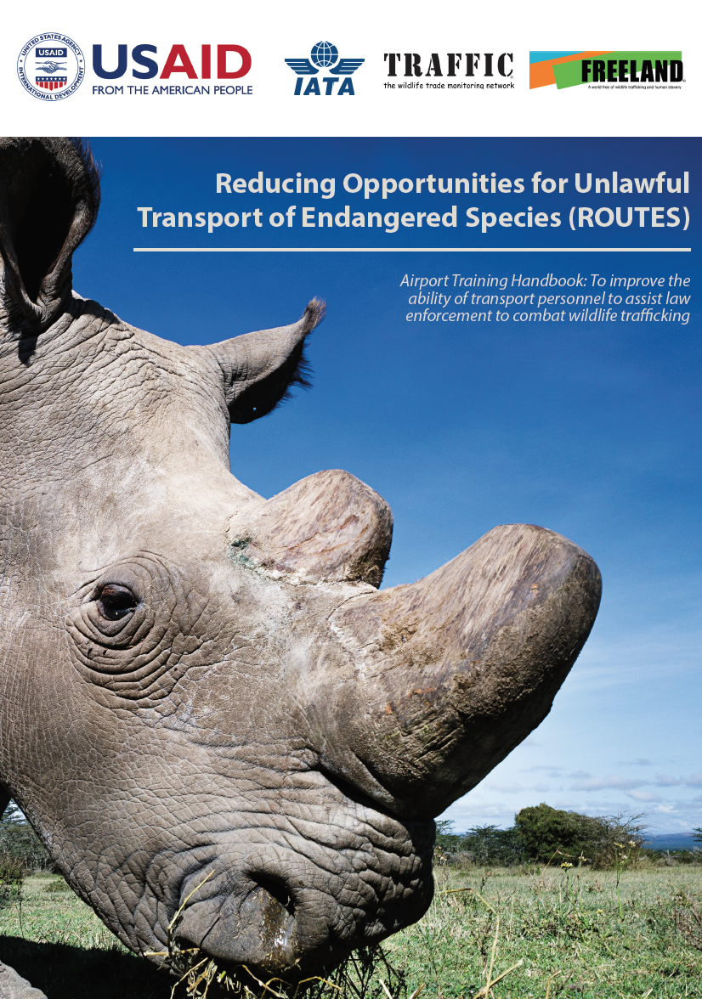 UNITED STATES AGENCY
USAID
INTERNATIONAL DEVELOPMENT
USAID
FROM THE AMERICAN PEOPLE
IATA
TRAFFIC
the wildlife trade monitoring network
FREELAND
A world free of wildlife trafficking and human slavery
Reducing Opportunities for Unlawful
Transport of Endangered Species (ROUTES)
Airport Training Handbook: To improve the
ability of transport personnel to assist law
enforcement to combat wildlife trafficking